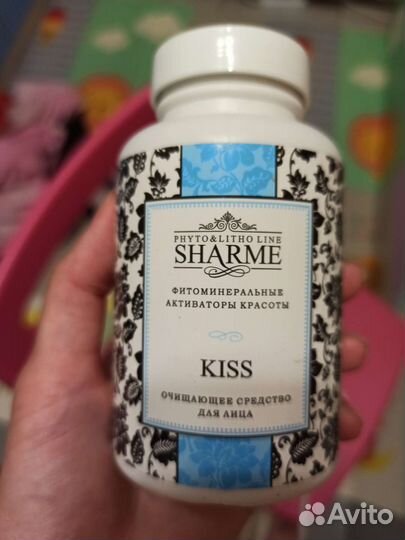 PHYTO&LITHO LINE
SHARME
ФИТОМИНЕРАЛЬНЫЕ
АКТИВАТОРЫ КРАСОТЫ
KISS
ОЧИЩАЮЩЕЕ СРЕДСТВО
ДЛЯ ЛИЦА
Avito